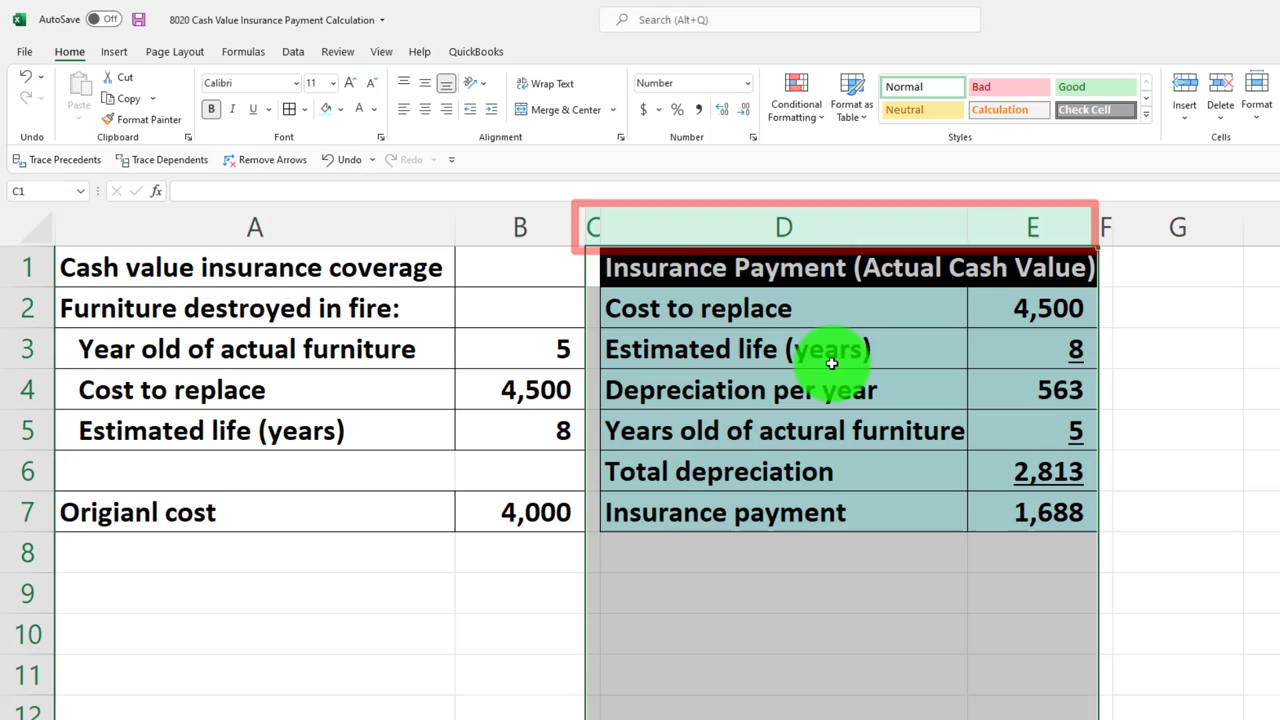 AutoSave Off 8020 Cash Value Insurance Payment Calculation Search (Alt+Q)
File Home Insert Page Layout Formulas Data Review View Help QuickBooks
Undo
Paste
Cut
Copy
Format Painter
Clipboard
Calibri 11
B I U
Font
Wrap Text
Merge & Center
Alignment
Number
$ %
Number
Conditional Formatting
Format as Table
Normal Bad Good
Neutral Calculation Check Cell
Styles
Insert Delete Format
Cells
Trace Precedents Trace Dependents Remove Arrows Undo Redo
C1 fx
A B C D E F G
1 Cash value insurance coverage Insurance Payment (Actual Cash Value)
2 Furniture destroyed in fire: Cost to replace 4,500
3 Year old of actual furniture 5 Estimated life (years) 8
4 Cost to replace 4,500 Depreciation per year 563
5 Estimated life (years) 8 Years old of actural furniture 5
6 Total depreciation 2,813
7 Origianl cost 4,000 Insurance payment 1,688
8
9
10
11
12